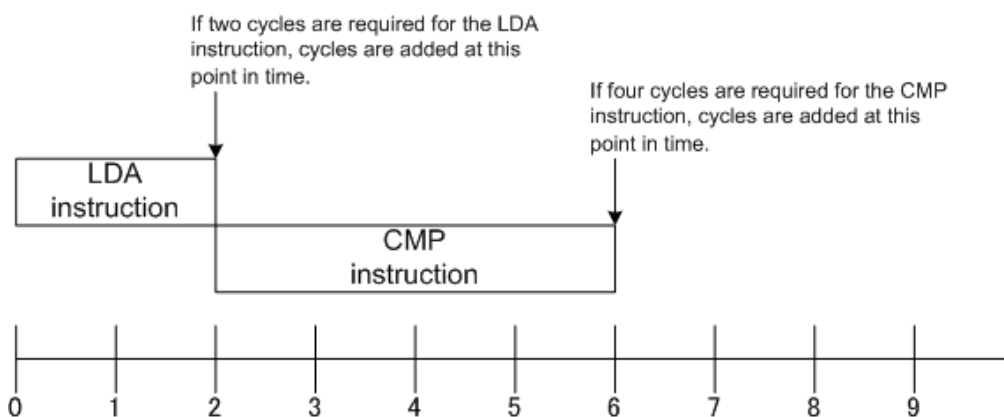 If two cycles are required for the LDA
instruction, cycles are added at this
point in time.
If four cycles are required for the CMP
instruction, cycles are added at this
point in time.
LDA
instruction
CMP
instruction
0 1 2 3 4 5 6 7 8 9